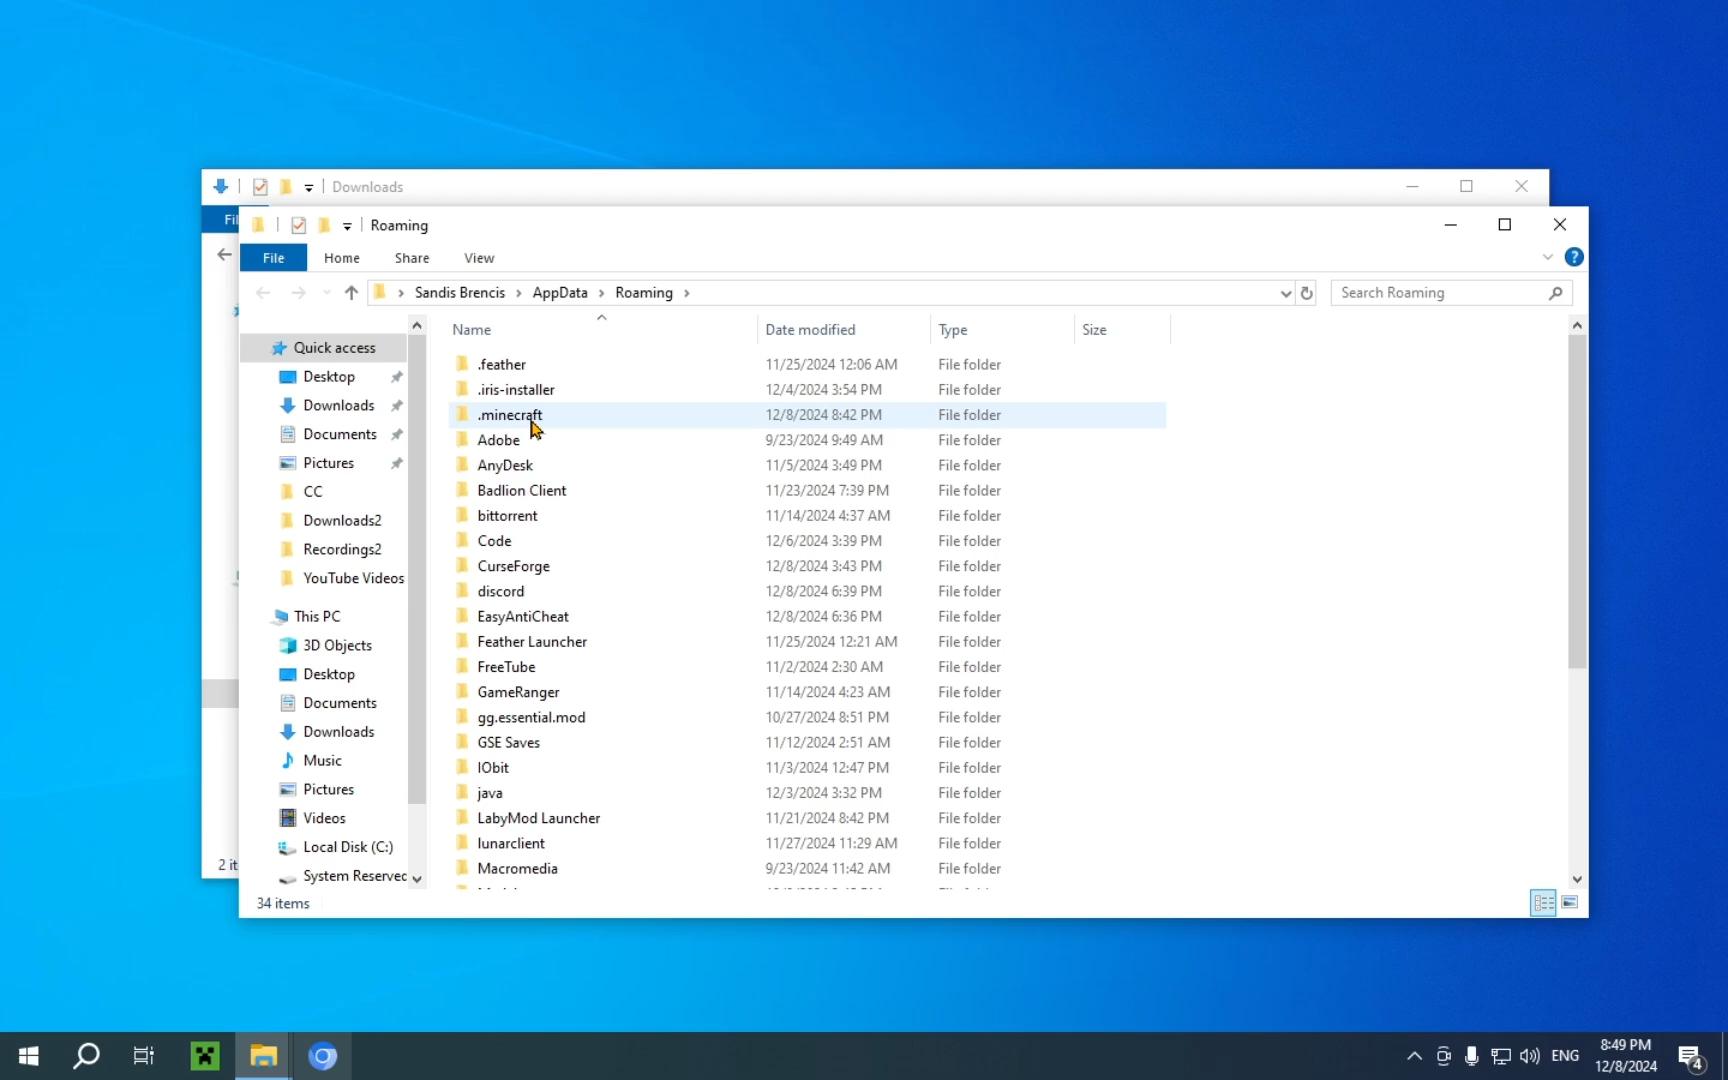 Downloads
Fil
Roaming
File Home Share View
Sandis Brencis AppData Roaming
Search Roaming
Name Date modified Type Size
Quick access
Desktop
Downloads
Documents
Pictures
CC
Downloads2
Recordings2
YouTube Videos
This PC
3D Objects
Desktop
Documents
Downloads
Music
Pictures
Videos
Local Disk (C:)
System Reserved
.feather 11/25/2024 12:06 AM File folder
.iris-installer 12/4/2024 3:54 PM File folder
.minecraft 12/8/2024 8:42 PM File folder
Adobe 9/23/2024 9:49 AM File folder
AnyDesk 11/5/2024 3:49 PM File folder
Badlion Client 11/23/2024 7:39 PM File folder
bittorrent 11/14/2024 4:37 AM File folder
Code 12/6/2024 3:39 PM File folder
CurseForge 12/8/2024 3:43 PM File folder
discord 12/8/2024 6:39 PM File folder
EasyAntiCheat 12/8/2024 6:36 PM File folder
Feather Launcher 11/25/2024 12:21 AM File folder
FreeTube 11/2/2024 2:30 AM File folder
GameRanger 11/14/2024 4:23 AM File folder
gg.essential.mod 10/27/2024 8:51 PM File folder
GSE Saves 11/12/2024 2:51 AM File folder
IObit 11/3/2024 12:47 PM File folder
java 12/3/2024 3:32 PM File folder
LabyMod Launcher 11/21/2024 8:42 PM File folder
lunarclient 11/27/2024 11:29 AM File folder
Macromedia 9/23/2024 11:42 AM File folder
2 it
34 items
ENG
8:49 PM
12/8/2024
4